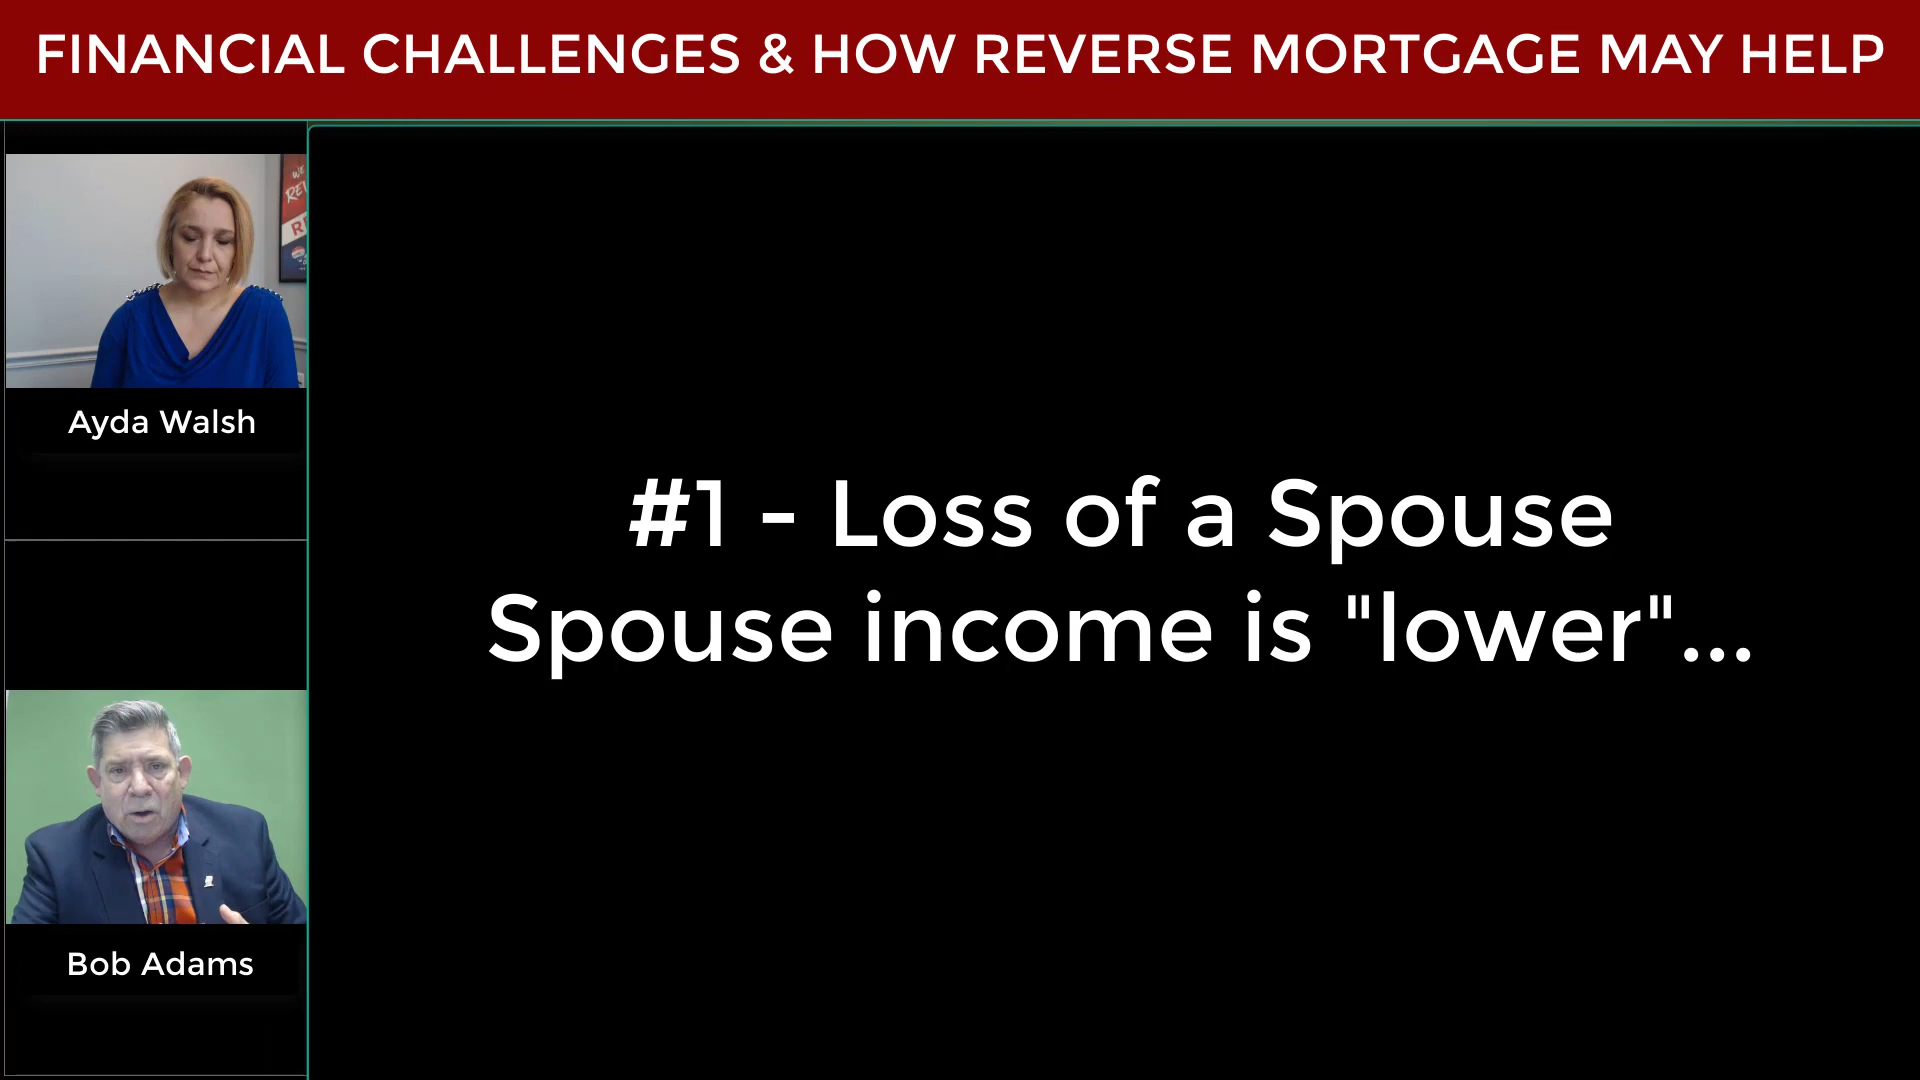 FINANCIAL CHALLENGES & HOW REVERSE MORTGAGE MAY HELP
Ayda Walsh
#1 - Loss of a Spouse
Spouse income is "lower"...
Bob Adams